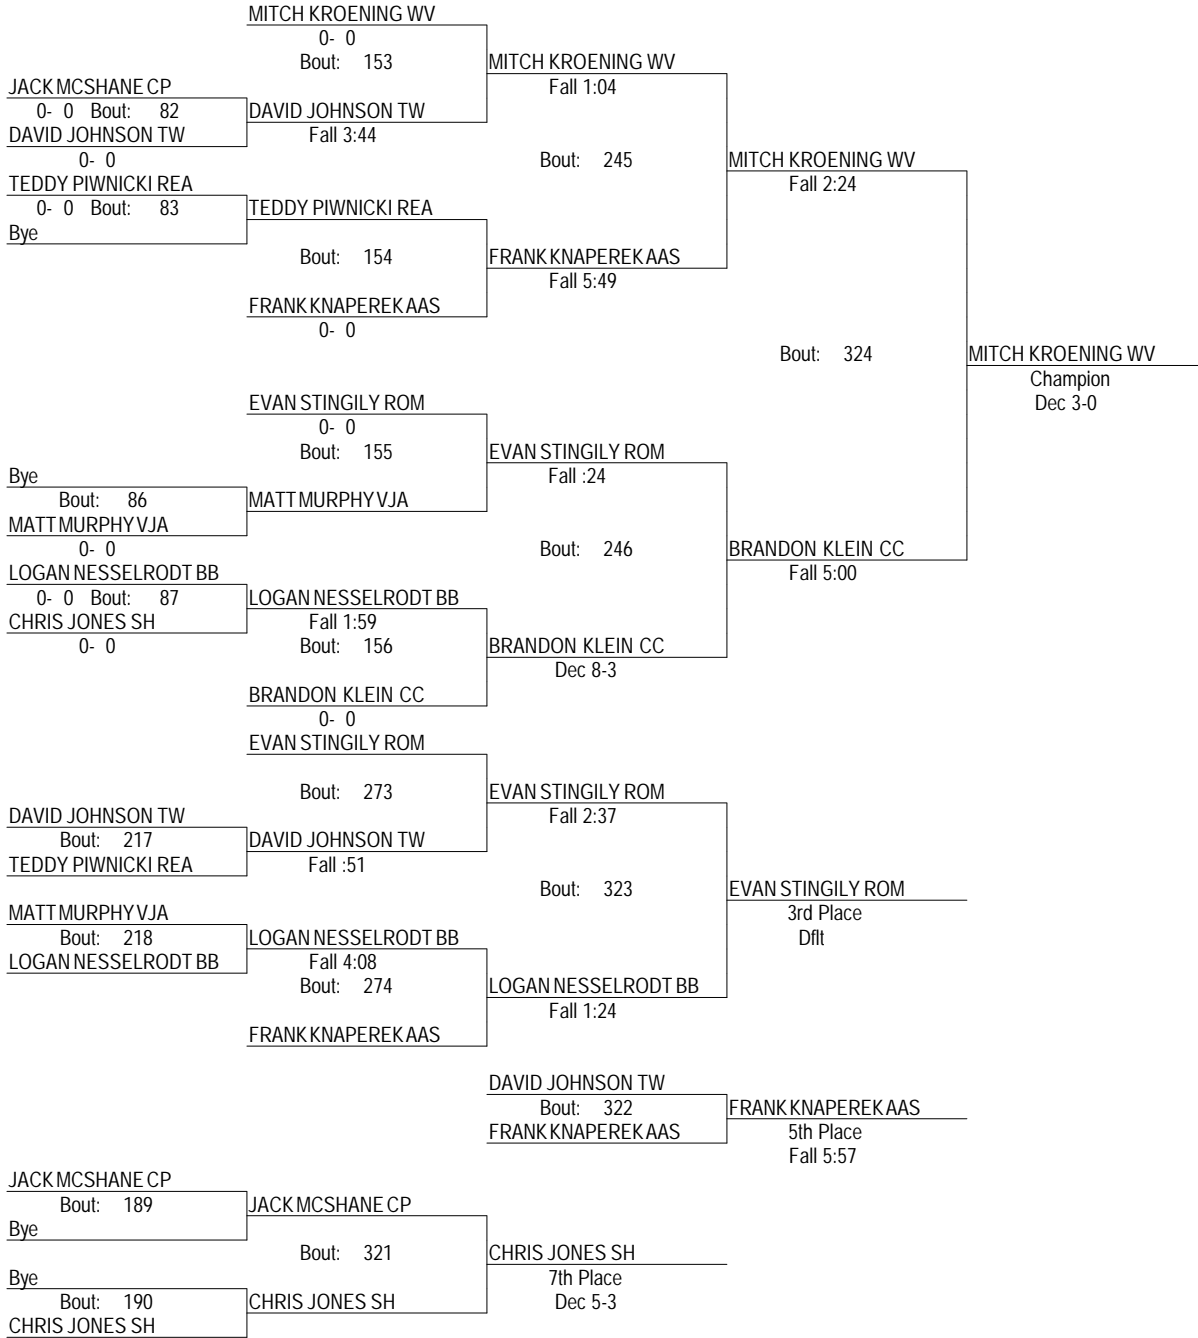 MITCH KROENING WV
0- 0
Bout: 153
MITCH KROENING WV
Fall 1:04
JACK MCSHANE CP
0- 0 Bout: 82
DAVID JOHNSON TW
DAVID JOHNSON TW
Fall 3:44
0- 0
Bout: 245
MITCH KROENING WV
Fall 2:24
TEDDY PIWNICKI REA
0- 0 Bout: 83
TEDDY PIWNICKI REA
Bye
Bout: 154
FRANK KNAPEREK AAS
Fall 5:49
FRANK KNAPEREK AAS
0- 0
Bout: 324
MITCH KROENING WV
Champion
Dec 3-0
EVAN STINGILY ROM
0- 0
Bout: 155
EVAN STINGILY ROM
Fall :24
Bye
Bout: 86
MATT MURPHY VJA
MATT MURPHY VJA
0- 0
Bout: 246
BRANDON KLEIN CC
Fall 5:00
LOGAN NESSELRODT BB
0- 0 Bout: 87
LOGAN NESSELRODT BB
CHRIS JONES SH
Fall 1:59
0- 0
Bout: 156
BRANDON KLEIN CC
Dec 8-3
BRANDON KLEIN CC
0- 0
EVAN STINGILY ROM
Bout: 273
EVAN STINGILY ROM
Fall 2:37
DAVID JOHNSON TW
Bout: 217
DAVID JOHNSON TW
TEDDY PIWNICKI REA
Fall :51
Bout: 323
EVAN STINGILY ROM
3rd Place
Dflt
MATT MURPHY VJA
Bout: 218
LOGAN NESSELRODT BB
LOGAN NESSELRODT BB
Fall 4:08
Bout: 274
LOGAN NESSELRODT BB
Fall 1:24
FRANK KNAPEREK AAS
DAVID JOHNSON TW
Bout: 322
FRANK KNAPEREK AAS
FRANK KNAPEREK AAS
5th Place
Fall 5:57
JACK MCSHANE CP
Bout: 189
JACK MCSHANE CP
Bye
Bout: 321
CHRIS JONES SH
7th Place
Dec 5-3
Bye
Bout: 190
CHRIS JONES SH
CHRIS JONES SH